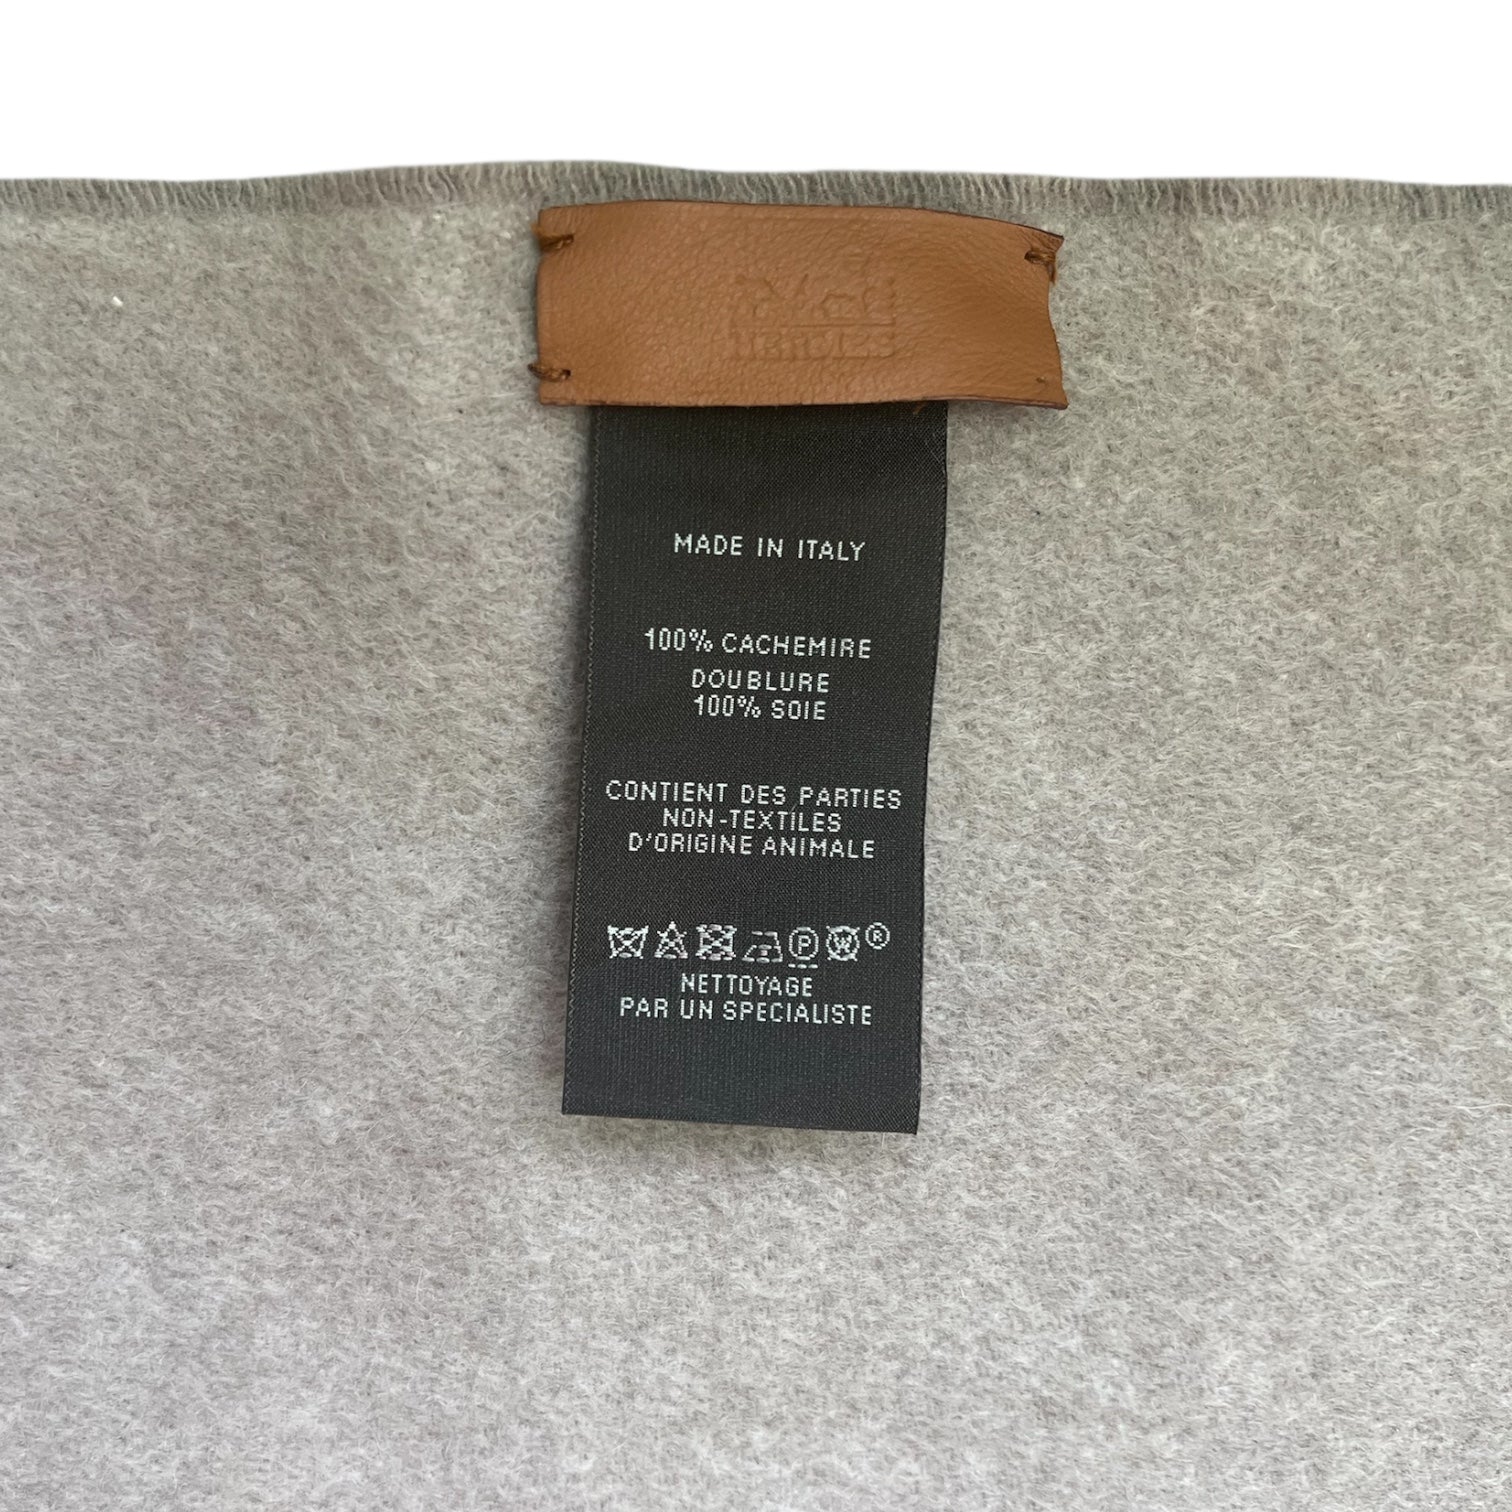 HERMES
MADE IN ITALY
100% CACHEMIRE
DOUBLURE
100% SOIE
CONTIENT DES PARTIES
NON-TEXTILES
D'ORIGINE ANIMALE
P W ®
NETTOYAGE
PAR UN SPECIALISTE